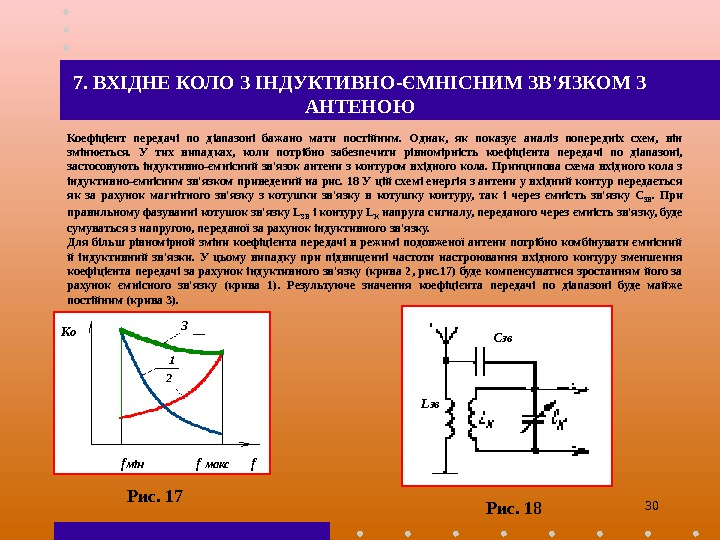 7. ВХІДНЕ КОЛО З ІНДУКТИВНО-ЄМНІСНИМ ЗВ'ЯЗКОМ З
АНТЕНОЮ
Коефіцієнт передачі по діапазоні бажано мати постійним. Однак, як показує аналіз попередніх схем, він
змінюється. У тих випадках, коли потрібно забезпечити рівномірність коефіцієнта передачі по діапазоні,
застосовують індуктивно-ємнісний зв'язок антени з контуром вхідного кола. Принципова схема вхідного кола з
індуктивно-ємнисним зв'язком приведений на рис. 18 У цій схемі енергія з антени у вхідний контур передається
як за рахунок магнітного зв'язку з котушки зв'язку в котушку контуру, так і через ємність зв'язку Сзв. При
правильному фазуванні котушок зв'язку LЗВ і контуру LК напруга сигналу, переданого через ємність зв'язку, буде
сумуваться з напругою, переданої за рахунок індуктивного зв'язку.
Для більш рівномірної зміни коефіцієнта передачі в режимі подовженої антени потрібно комбінувати ємнісний
й індуктивний зв'язки. У цьому випадку при підвищенні частоти настроювання вхідного контуру зменшення
коефіцієнта передачі за рахунок індуктивного зв'язку (крива 2, рис.17) буде компенсуватися зростанням його за
рахунок ємнісного зв'язку (крива 1). Результуюче значення коефіцієнта передачі по діапазоні буде майже
постійним (крива 3).
Ко
3
1
2
fмін f макс f
Рис. 17
Сзв
Lзв
Рис. 18
30